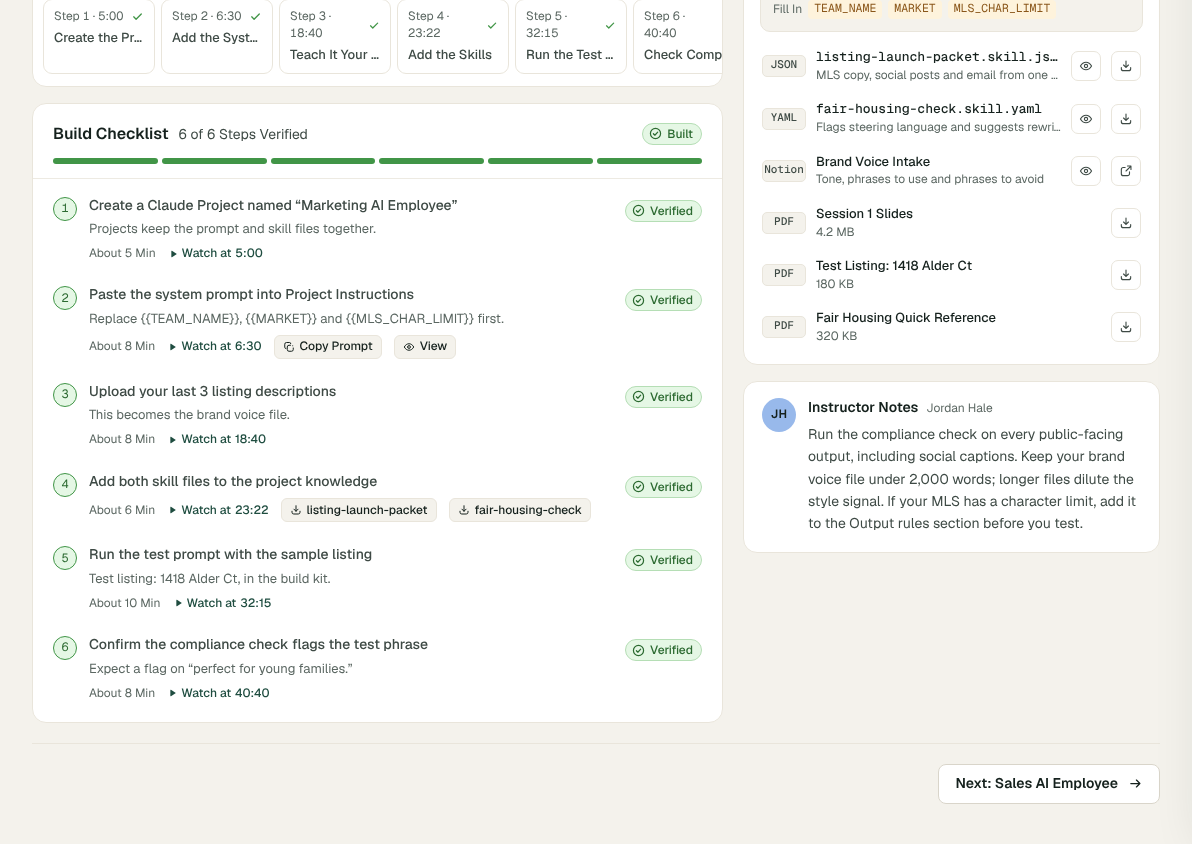 Step 1 · 5:00
Create the Pr...
Step 2 · 6:30
Add the Syst...
Step 3 ·
18:40
Teach It Your ...
Step 4 ·
23:22
Add the Skills
Step 5 ·
32:15
Run the Test ...
Step 6 ·
40:40
Check Comp
Build Checklist 6 of 6 Steps Verified
Built
1
Create a Claude Project named “Marketing AI Employee”
Verified
Projects keep the prompt and skill files together.
About 5 Min Watch at 5:00
2
Paste the system prompt into Project Instructions
Verified
Replace {{TEAM_NAME}}, {{MARKET}} and {{MLS_CHAR_LIMIT}} first.
About 8 Min Watch at 6:30 Copy Prompt View
3
Upload your last 3 listing descriptions
Verified
This becomes the brand voice file.
About 8 Min Watch at 18:40
4
Add both skill files to the project knowledge
Verified
About 6 Min Watch at 23:22 listing-launch-packet fair-housing-check
5
Run the test prompt with the sample listing
Verified
Test listing: 1418 Alder Ct, in the build kit.
About 10 Min Watch at 32:15
6
Confirm the compliance check flags the test phrase
Verified
Expect a flag on “perfect for young families.”
About 8 Min Watch at 40:40
Fill In TEAM_NAME MARKET MLS_CHAR_LIMIT
JSON
listing-launch-packet.skill.js…
MLS copy, social posts and email from one ...
YAML
fair-housing-check.skill.yaml
Flags steering language and suggests rewri...
Notion
Brand Voice Intake
Tone, phrases to use and phrases to avoid
PDF
Session 1 Slides
4.2 MB
PDF
Test Listing: 1418 Alder Ct
180 KB
PDF
Fair Housing Quick Reference
320 KB
JH
Instructor Notes Jordan Hale
Run the compliance check on every public-facing
output, including social captions. Keep your brand
voice file under 2,000 words; longer files dilute the
style signal. If your MLS has a character limit, add it
to the Output rules section before you test.
Next: Sales AI Employee →